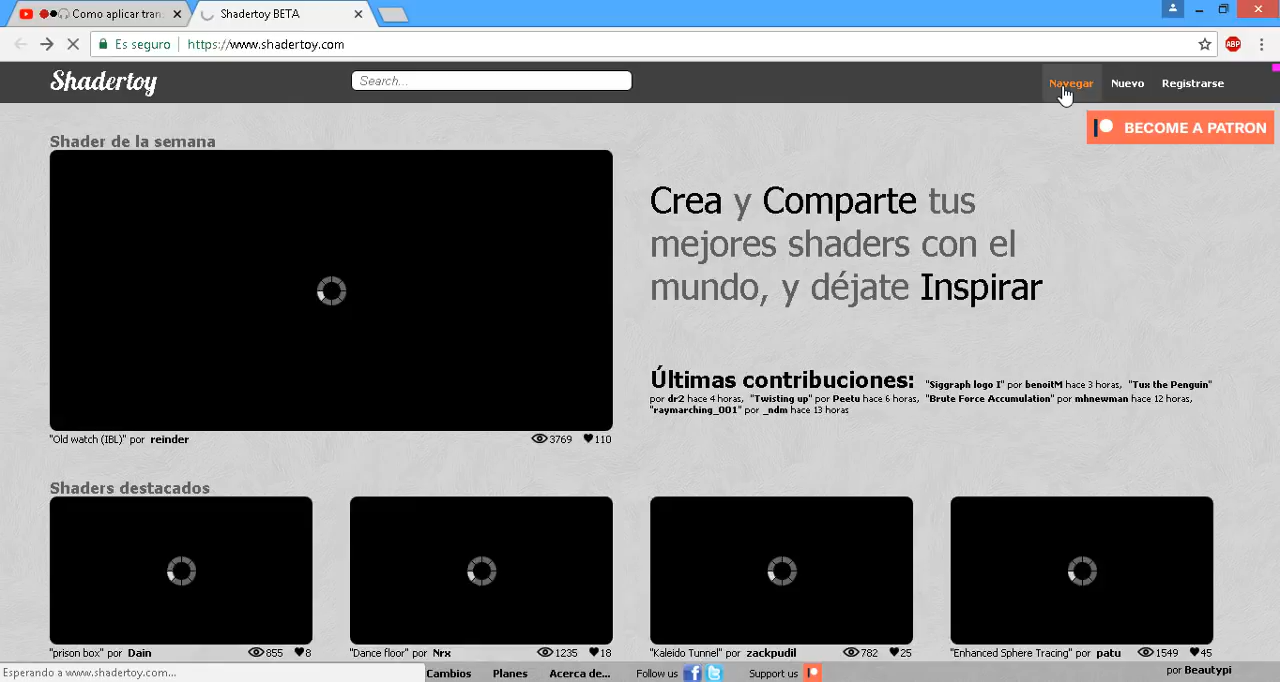 ● ● Como aplicar tran
Shadertoy BETA
Es seguro
https://www.shadertoy.com
ABP
Shadertoy
Search...
Navegar
Nuevo
Registrarse
BECOME A PATRON
Shader de la semana
Crea y Comparte tus
mejores shaders con el
mundo, y déjate Inspirar
Últimas contribuciones: "Siggraph logo I" por benoitM hace 3 horas, "Tux the Penguin"
por dr2 hace 4 horas, "Twisting up" por Peetu hace 6 horas, "Brute Force Accumulation" por mhnewman hace 12 horas,
"raymarching_001" por _ndm hace 13 horas
"Old watch (IBL)" por reinder
3769
110
Shaders destacados
"prison box" por Dain
855
8
"Dance floor" por Nrx
1235
18
"Kaleido Tunnel" por zackpudil
782
25
"Enhanced Sphere Tracing" por patu
1549
45
Esperando a www.shadertoy.com...
Cambios
Planes
Acerca de...
Follow us
Support us
por Beautypi